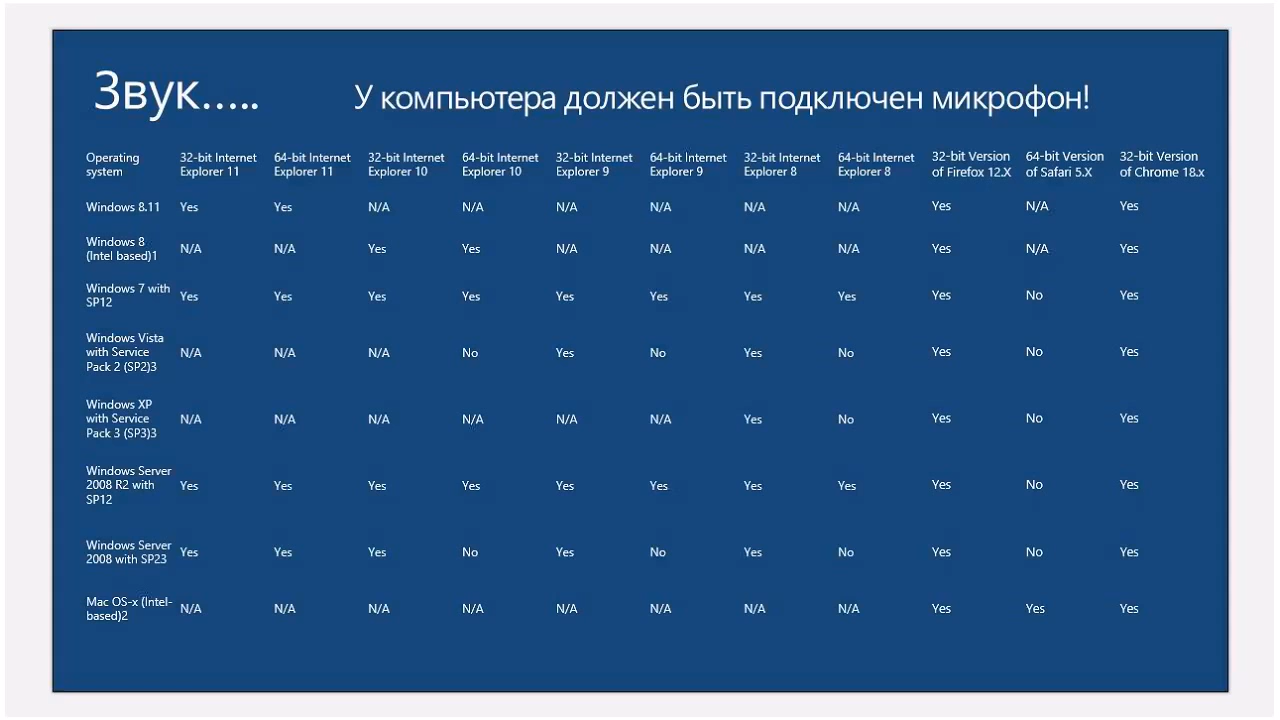 Звук..... У компьютера должен быть подключен микрофон!
Operating system 32-bit Internet Explorer 11 64-bit Internet Explorer 11 32-bit Internet Explorer 10 64-bit Internet Explorer 10 32-bit Internet Explorer 9 64-bit Internet Explorer 9 32-bit Internet Explorer 8 64-bit Internet Explorer 8 32-bit Version of Firefox 12.X 64-bit Version of Safari 5.X 32-bit Version of Chrome 18.x
Windows 8.11 Yes Yes N/A N/A N/A N/A N/A N/A Yes N/A Yes
Windows 8 (Intel based)1 N/A N/A Yes Yes N/A N/A N/A N/A Yes N/A Yes
Windows 7 with SP12 Yes Yes Yes Yes Yes Yes Yes Yes Yes No Yes
Windows Vista with Service Pack 2 (SP2)3 N/A N/A N/A No Yes No Yes No Yes No Yes
Windows XP with Service Pack 3 (SP3)3 N/A N/A N/A N/A N/A N/A Yes No Yes No Yes
Windows Server 2008 R2 with SP12 Yes Yes Yes Yes Yes Yes Yes Yes Yes No Yes
Windows Server 2008 with SP23 Yes Yes Yes No Yes No Yes No Yes No Yes
Mac OS-x (Intel-based)2 N/A N/A N/A N/A N/A N/A N/A N/A Yes Yes Yes